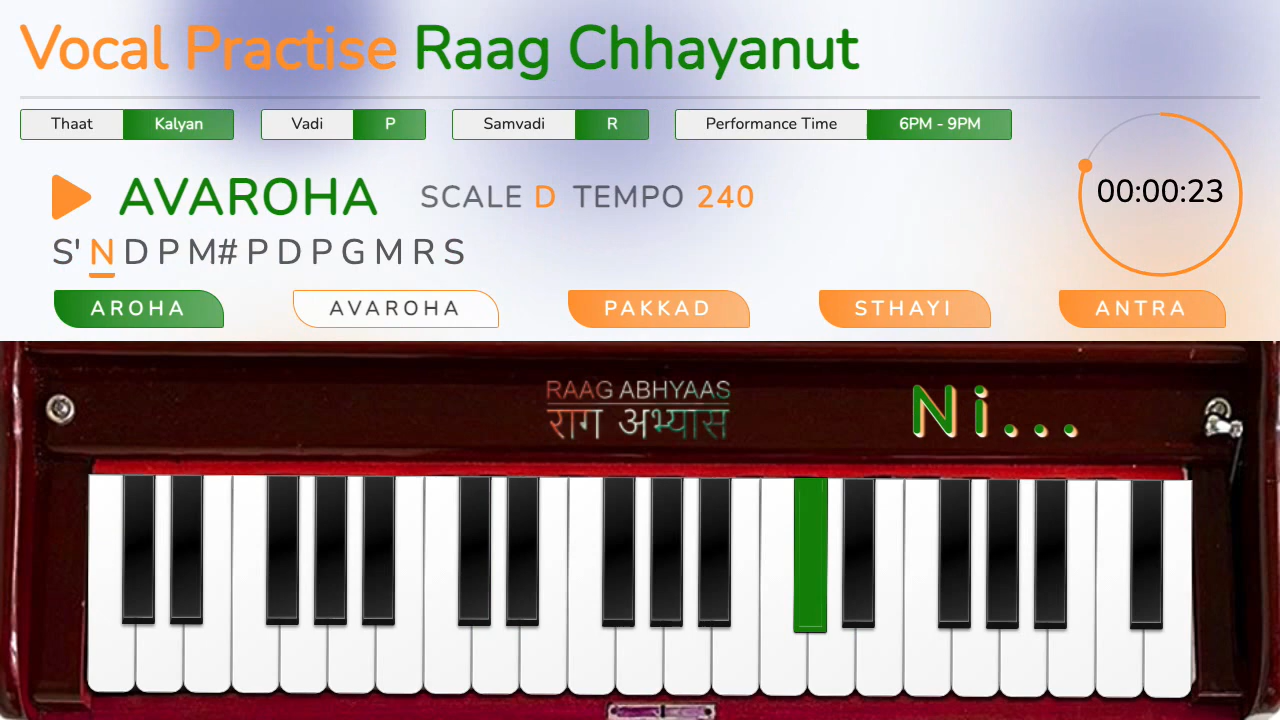 Vocal Practise Raag Chhayanut
Thaat Kalyan Vadi P Samvadi R Performance Time 6PM - 9PM
AVAROHA SCALE D TEMPO 240
00:00:23
S' N D P M# P D P G M R S
AROHA AVAROHA PAKKAD STHAYI ANTRA
RAAG ABHYAAS
राग अभ्यास
Ni...